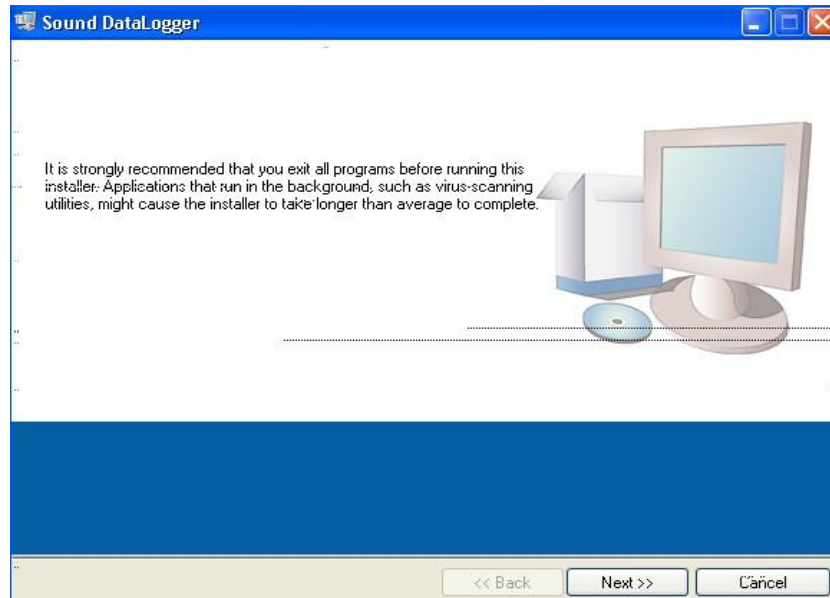 Sound DataLogger
It is strongly recommended that you exit all programs before running this
installer. Applications that run in the background, such as virus-scanning
utilities, might cause the installer to take longer than average to complete.
<< Back
Next >>
Cancel